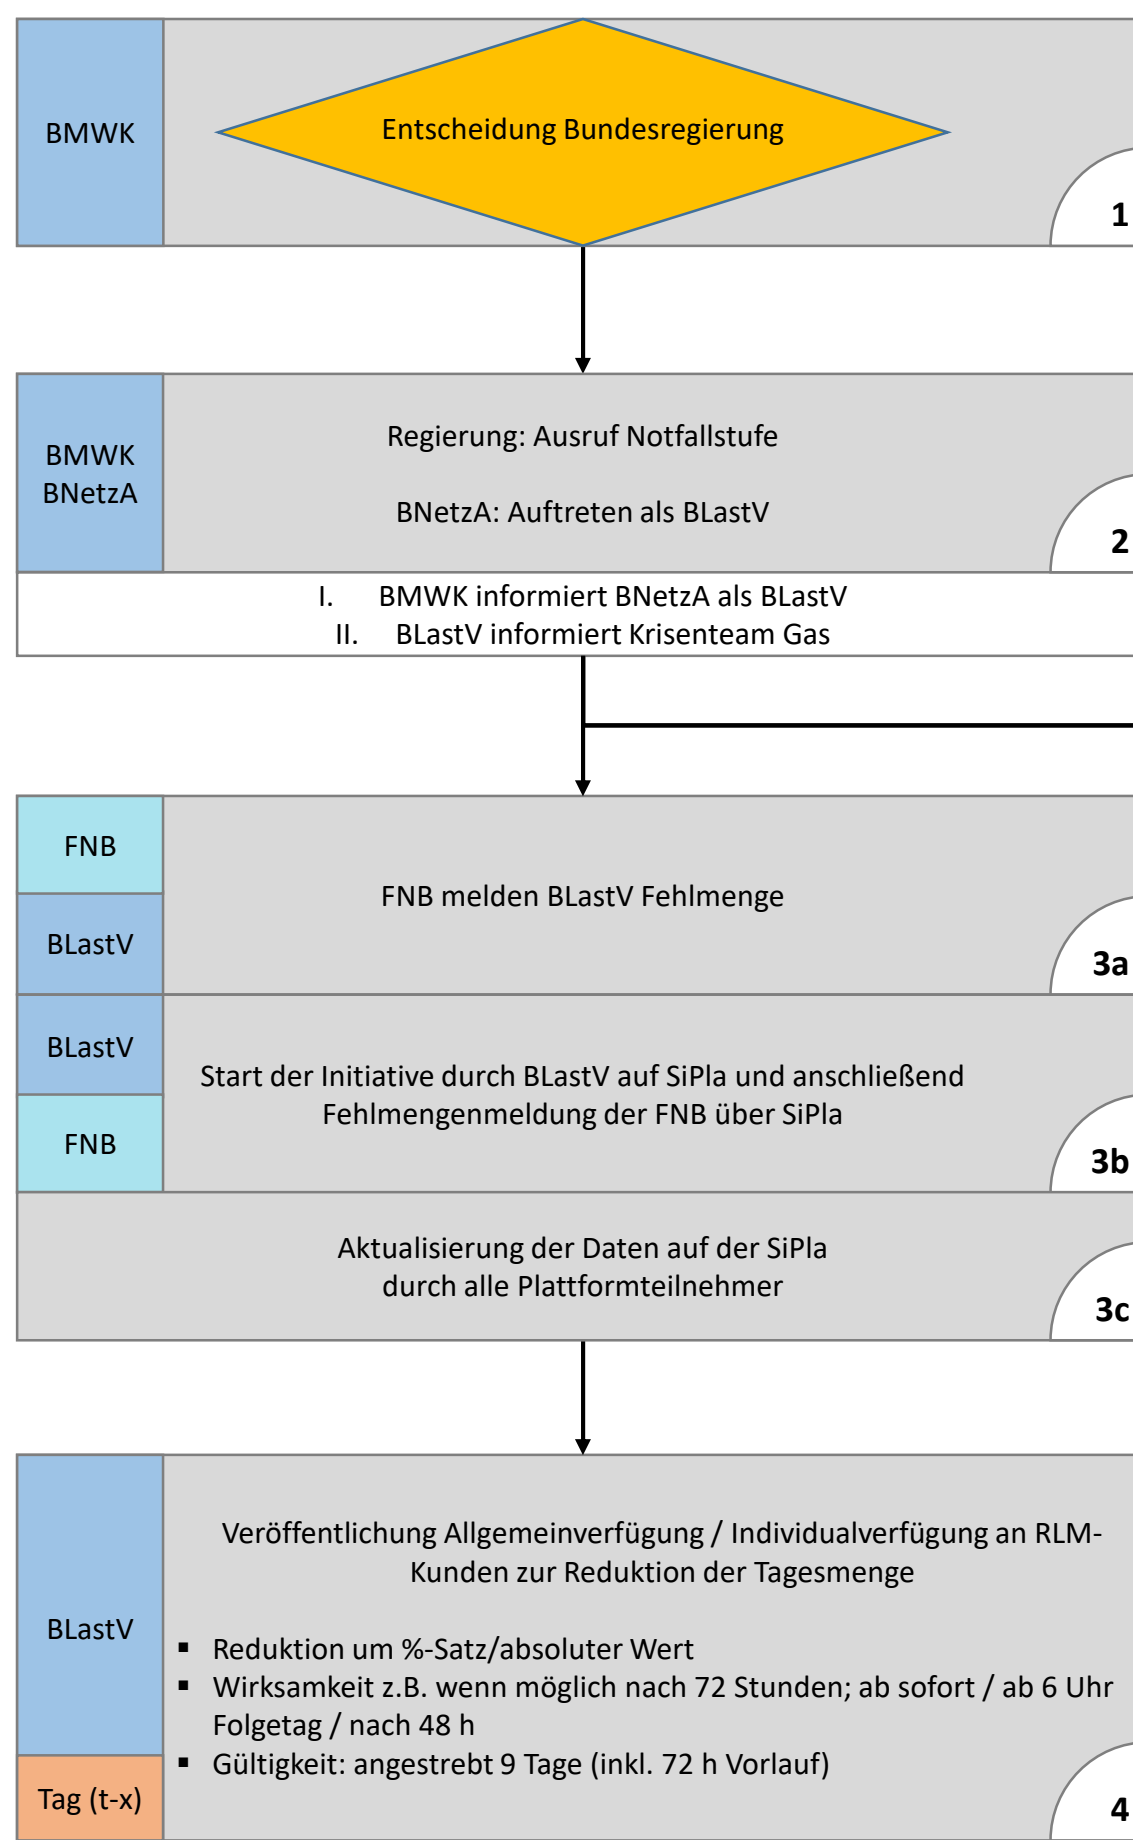 BMWK
Entscheidung Bundesregierung
1
BMWK
BNetzA
Regierung: Ausruf Notfallstufe
BNetzA: Auftreten als BLastV
2
I. BMWK informiert BNetzA als BLastV
II. BLastV informiert Krisenteam Gas
FNB
BLastV
FNB melden BLastV Fehlmenge
3a
BLastV
FNB
Start der Initiative durch BLastV auf SiPla und anschließend
Fehlmengenmeldung der FNB über SiPla
3b
Aktualisierung der Daten auf der SiPla
durch alle Plattformteilnehmer
3c
BLastV
Tag (t-x)
Veröffentlichung Allgemeinverfügung / Individualverfügung an RLM-
Kunden zur Reduktion der Tagesmenge
▪ Reduktion um %-Satz/absoluter Wert
▪ Wirksamkeit z.B. wenn möglich nach 72 Stunden; ab sofort / ab 6 Uhr
Folgetag / nach 48 h
▪ Gültigkeit: angestrebt 9 Tage (inkl. 72 h Vorlauf)
4